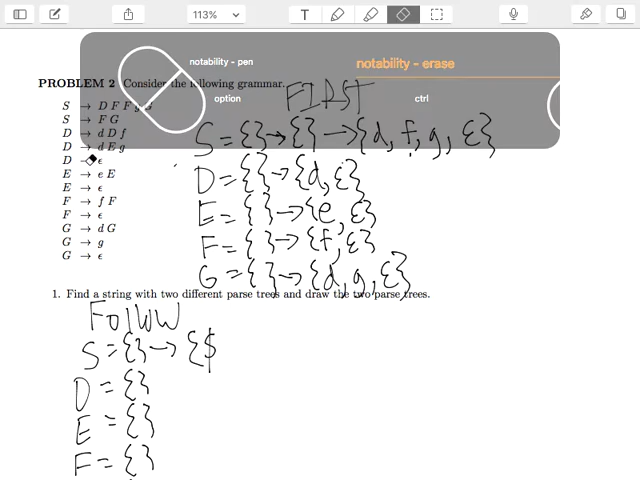 113%
notability - pen
notability - erase
option
ctrl
PROBLEM 2 Consider the following grammar.
FIRST
S → D F F g G
S → F G
D → d D f
D → d E g
D → ϵ
E → e E
E → ϵ
F → f F
F → ϵ
G → d G
G → g
G → ϵ
S = {} → {} → {d, f, g, ε}
D = {} → {d, ε}
E = {} → {e, ε}
F = {} → {f, ε}
G = {} → {d, g, ε}
1. Find a string with two different parse trees and draw the two parse trees.
FOllOW
S = {} → {$
D = {}
E = {}
F = {}